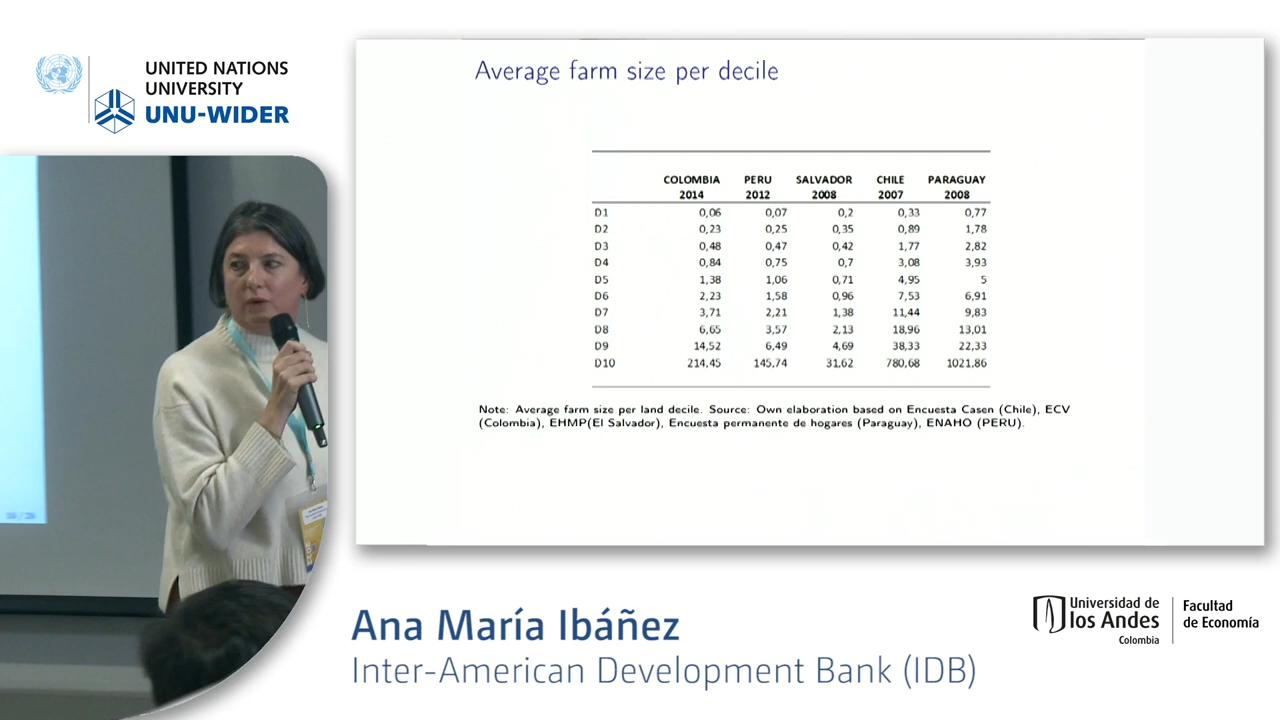 UNITED NATIONS
UNIVERSITY
UNU-WIDER
Average farm size per decile
COLOMBIA PERU SALVADOR CHILE PARAGUAY
2014 2012 2008 2007 2008
D1 0,06 0,07 0,2 0,33 0,77
D2 0,23 0,25 0,35 0,89 1,78
D3 0,48 0,47 0,42 1,77 2,82
D4 0,84 0,75 0,7 3,08 3,93
D5 1,38 1,06 0,71 4,95 5
D6 2,23 1,58 0,96 7,53 6,91
D7 3,71 2,21 1,38 11,44 9,83
D8 6,65 3,57 2,13 18,96 13,01
D9 14,52 6,49 4,69 38,33 22,33
D10 214,45 145,74 31,62 780,68 1021,86
Note: Average farm size per land decile. Source: Own elaboration based on Encuesta Casen (Chile), ECV
(Colombia), EHMP(El Salvador), Encuesta permanente de hogares (Paraguay), ENAHO (PERU).
Ana María Ibáñez
Inter-American Development Bank (IDB)
Universidad de
los Andes
Colombia
Facultad
de Economía